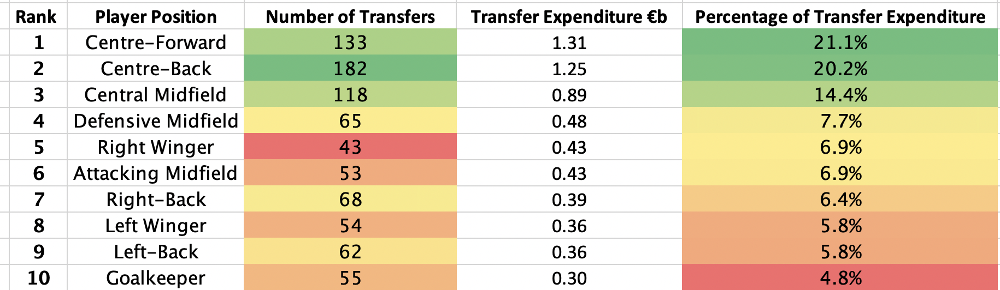 Rank Player Position Number of Transfers Transfer Expenditure €b Percentage of Transfer Expenditure
1 Centre-Forward 133 1.31 21.1%
2 Centre-Back 182 1.25 20.2%
3 Central Midfield 118 0.89 14.4%
4 Defensive Midfield 65 0.48 7.7%
5 Right Winger 43 0.43 6.9%
6 Attacking Midfield 53 0.43 6.9%
7 Right-Back 68 0.39 6.4%
8 Left Winger 54 0.36 5.8%
9 Left-Back 62 0.36 5.8%
10 Goalkeeper 55 0.30 4.8%